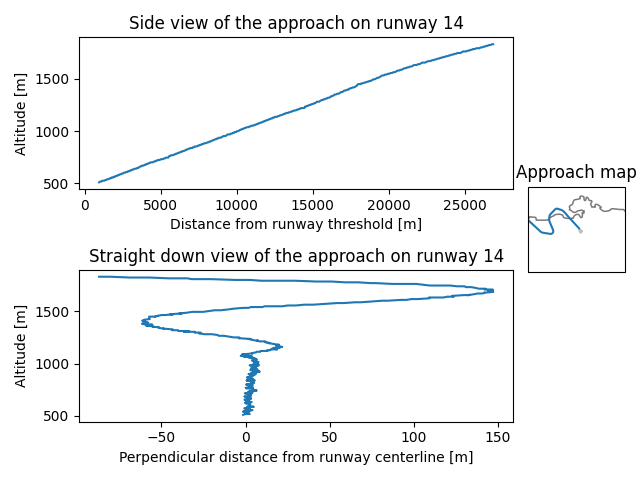 Side view of the approach on runway 14
Altitude [m]
1500
1000
500
0
5000
10000
15000
20000
25000
Distance from runway threshold [m]
Approach map
Straight down view of the approach on runway 14
Altitude [m]
1500
1000
500
−50
0
50
100
150
Perpendicular distance from runway centerline [m]